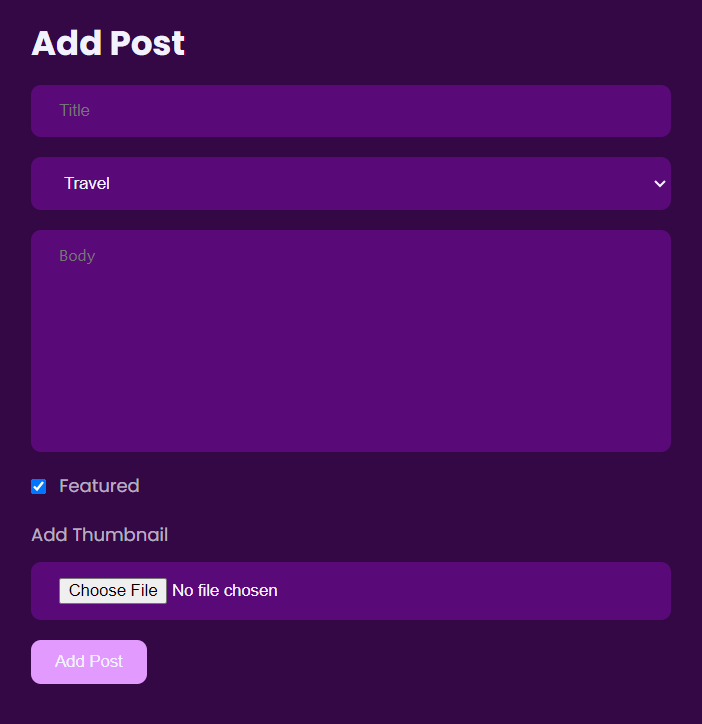 Add Post
Title
Travel
Body
Featured
Add Thumbnail
Choose File No file chosen
Add Post